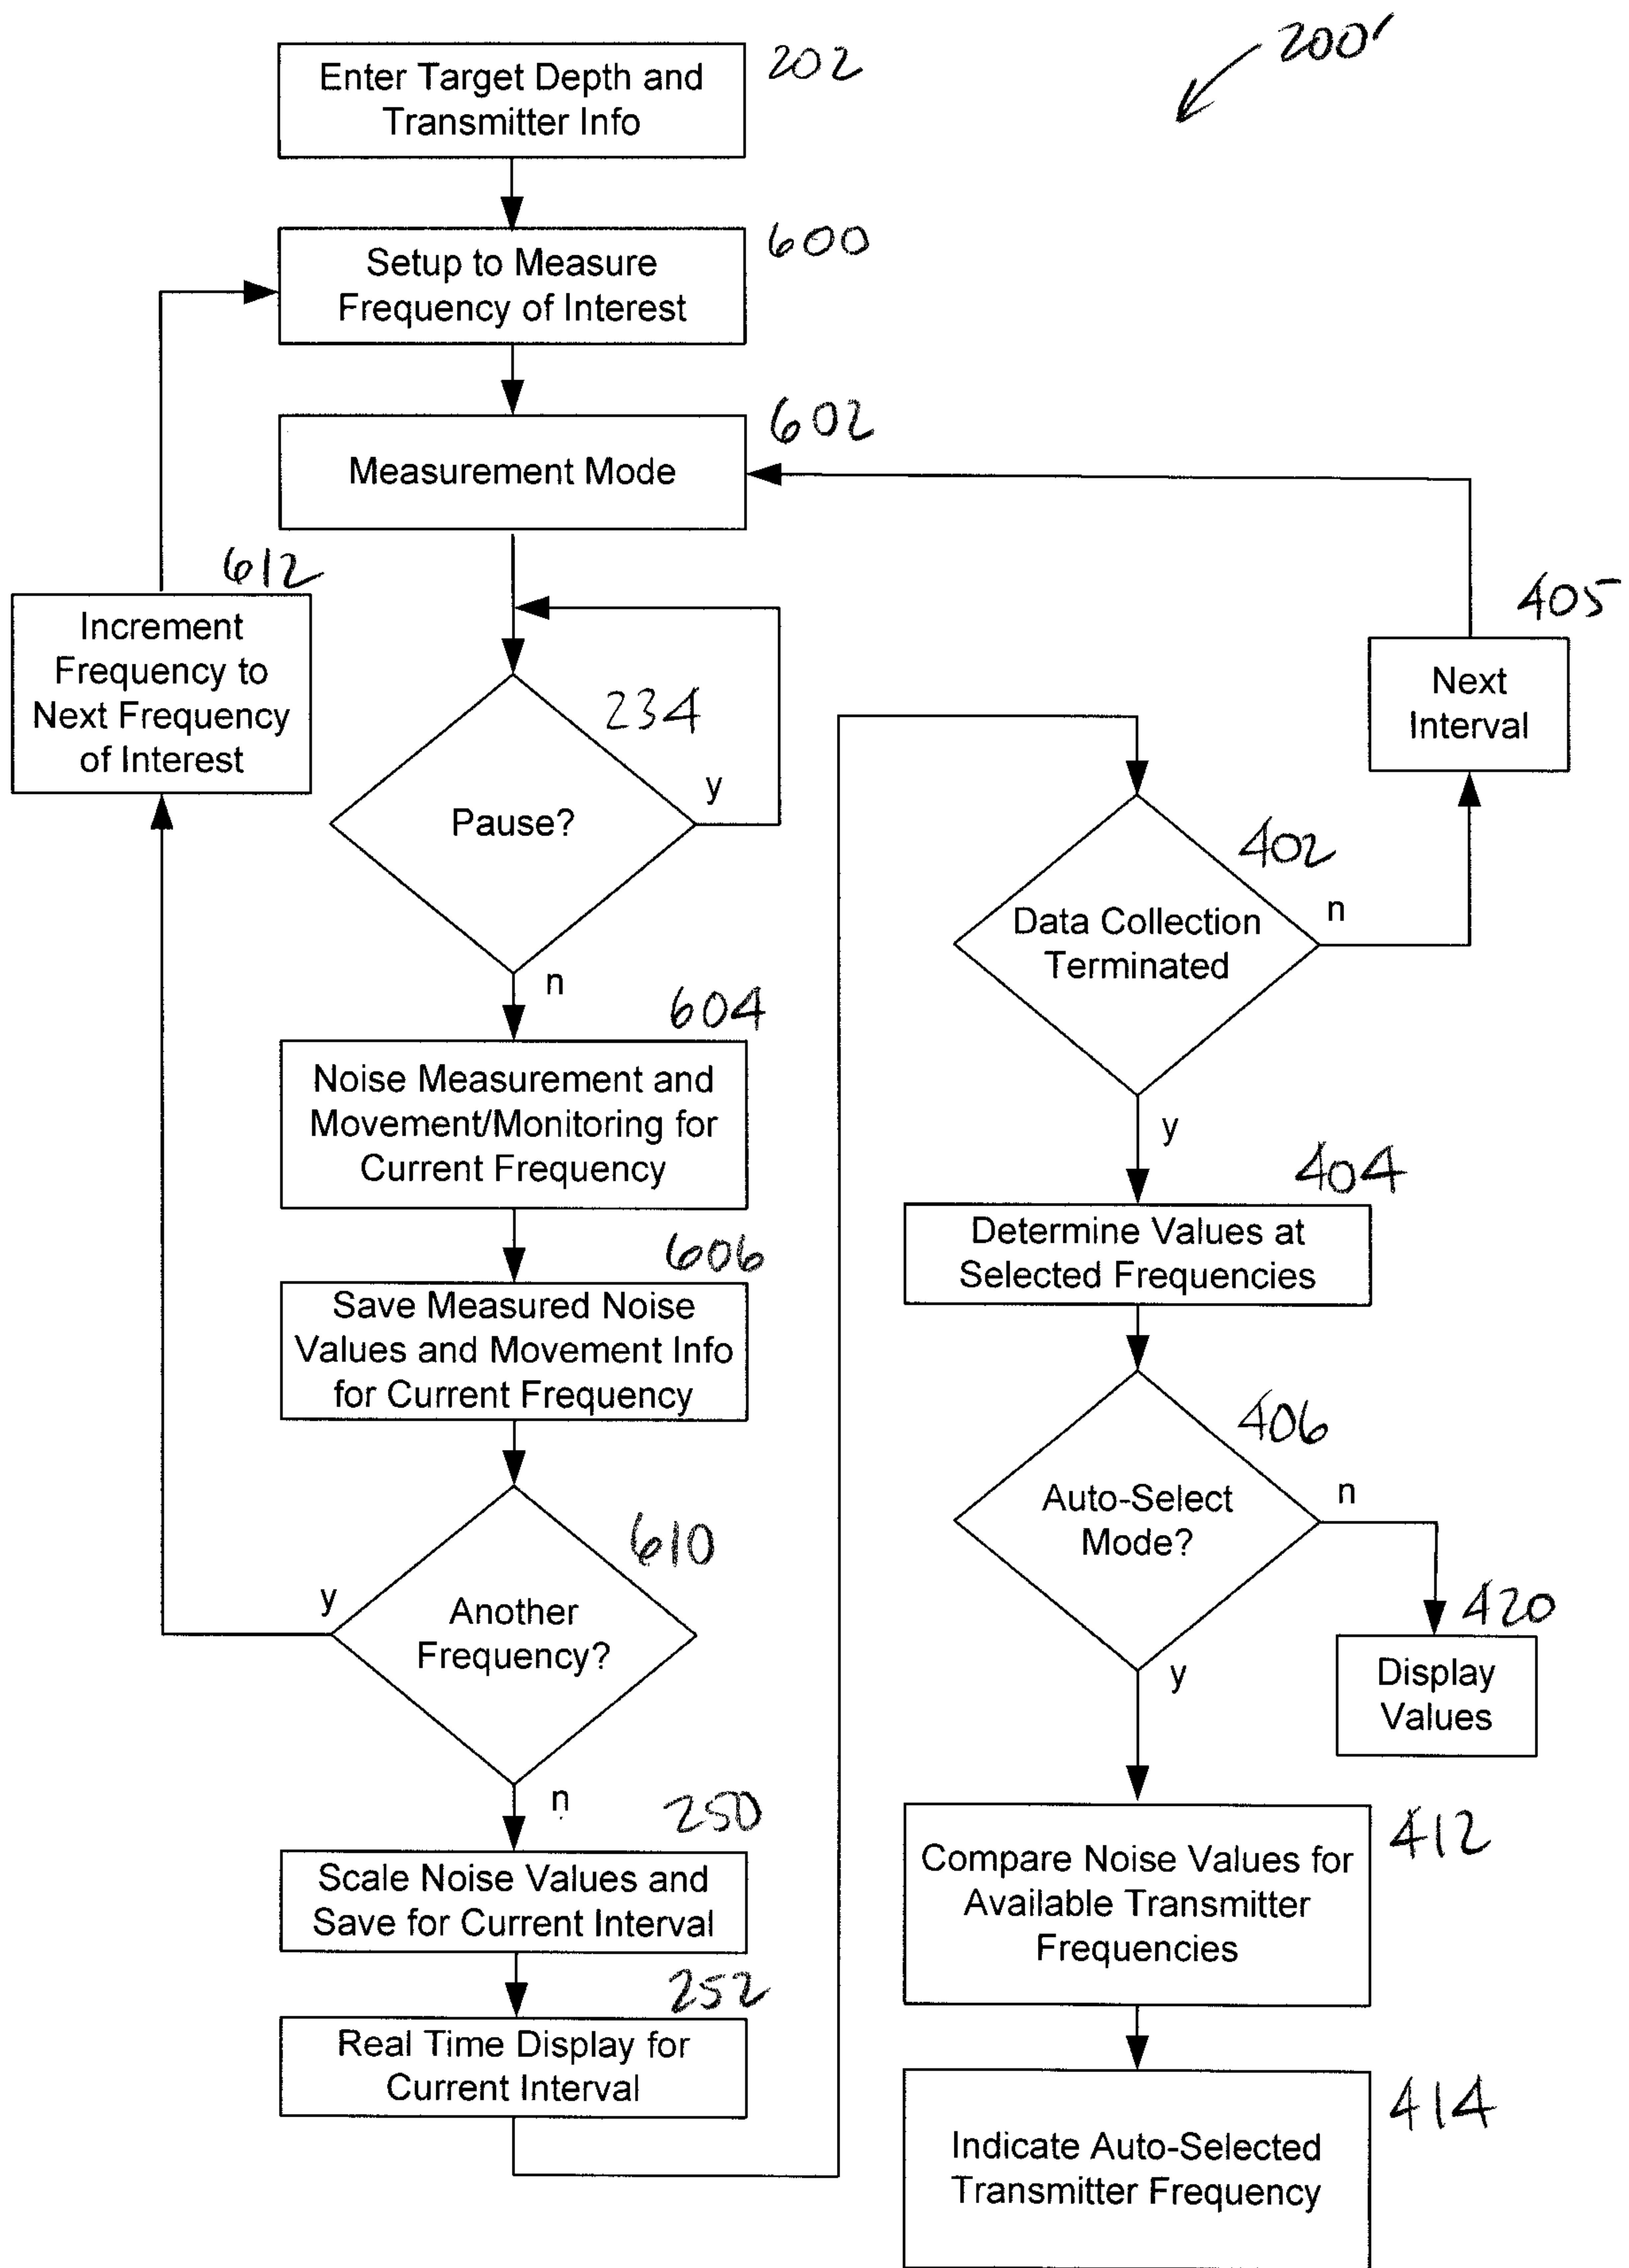 200'
Enter Target Depth and
Transmitter Info
202
Setup to Measure
Frequency of Interest
600
Measurement Mode
602
612
Increment
Frequency to
Next Frequency
of Interest
234
Pause?
y
n
604
Noise Measurement and
Movement/Monitoring for
Current Frequency
606
Save Measured Noise
Values and Movement Info
for Current Frequency
610
Another
Frequency?
y
n
250
Scale Noise Values and
Save for Current Interval
252
Real Time Display for
Current Interval
405
Next
Interval
402
Data Collection
Terminated
n
y
404
Determine Values at
Selected Frequencies
406
Auto-Select
Mode?
n
y
420
Display
Values
412
Compare Noise Values for
Available Transmitter
Frequencies
414
Indicate Auto-Selected
Transmitter Frequency